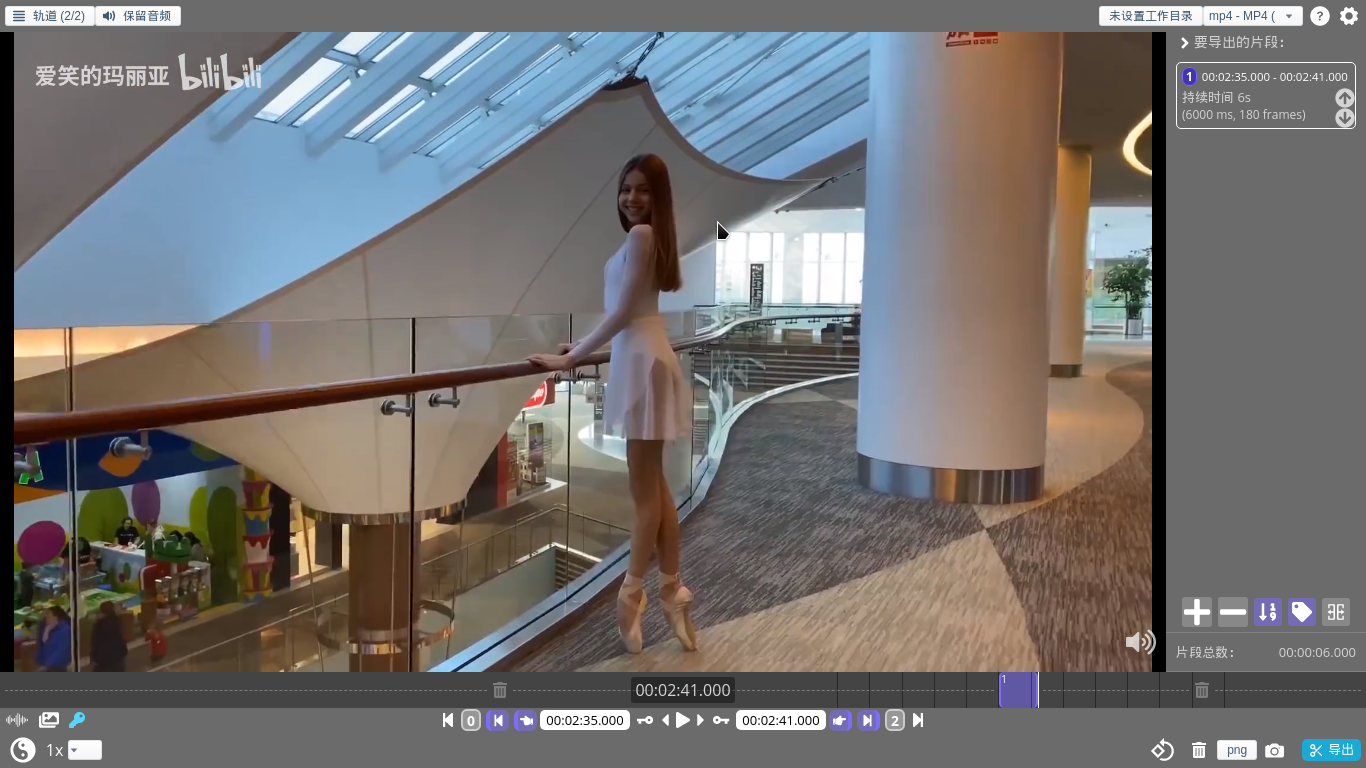 轨道 (2/2)
保留音频
未设置工作目录
mp4 - MP4 (
?
爱笑的玛丽亚 bilibili
要导出的片段:
1 00:02:35.000 - 00:02:41.000
持续时间 6s
(6000 ms, 180 frames)
片段总数:
00:00:06.000
00:02:41.000
1
0
00:02:35.000
00:02:41.000
2
1x
png
导出